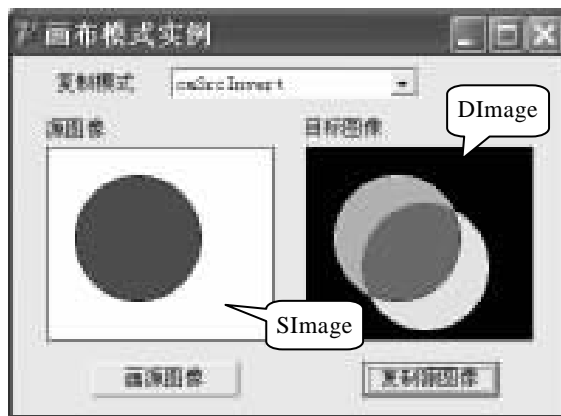 画布模式实例
复制模式 cmSrcInvert
源图像 目标图像
DImage
SImage
画源图像 复制源图像